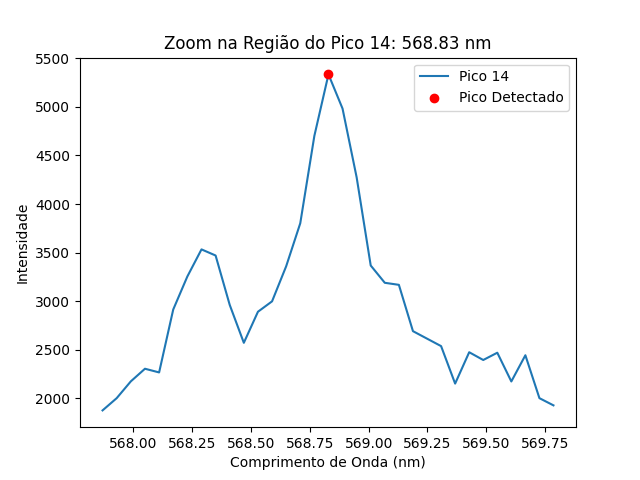 Zoom na Região do Pico 14: 568.83 nm
Pico 14
Pico Detectado
Intensidade
5500
5000
4500
4000
3500
3000
2500
2000
568.00 568.25 568.50 568.75 569.00 569.25 569.50 569.75
Comprimento de Onda (nm)